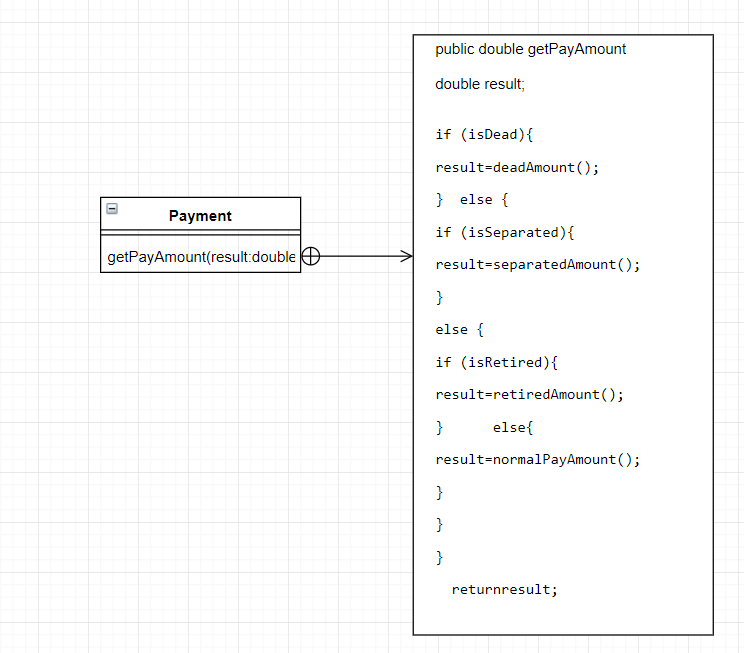 Payment
getPayAmount(result:double
public double getPayAmount
double result;
if (isDead){
result=deadAmount();
}  else {
if (isSeparated){
result=separatedAmount();
}
else {
if (isRetired){
result=retiredAmount();
}      else{
result=normalPayAmount();
}
}
}
returnresult;